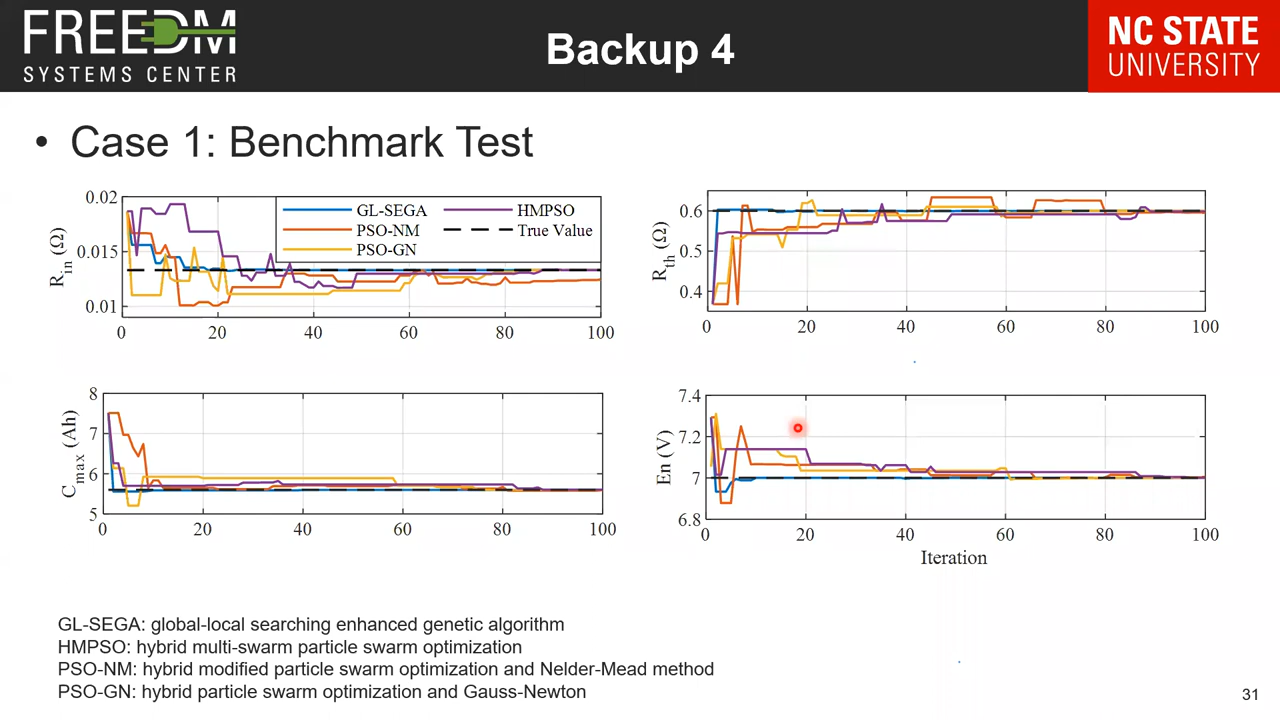 FREEDM
SYSTEMS CENTER
Backup 4
NC STATE
UNIVERSITY
• Case 1: Benchmark Test
0.02
0.015
0.01
Rin (Ω)
GL-SEGA
HMPSO
PSO-NM
True Value
PSO-GN
0 20 40 60 80 100
0.6
0.5
0.4
Rth (Ω)
0 20 40 60 80 100
8
7
6
5
Cmax (Ah)
0 20 40 60 80 100
7.4
7.2
7
6.8
En (V)
0 20 40 60 80 100
Iteration
GL-SEGA: global-local searching enhanced genetic algorithm
HMPSO: hybrid multi-swarm particle swarm optimization
PSO-NM: hybrid modified particle swarm optimization and Nelder-Mead method
PSO-GN: hybrid particle swarm optimization and Gauss-Newton
31